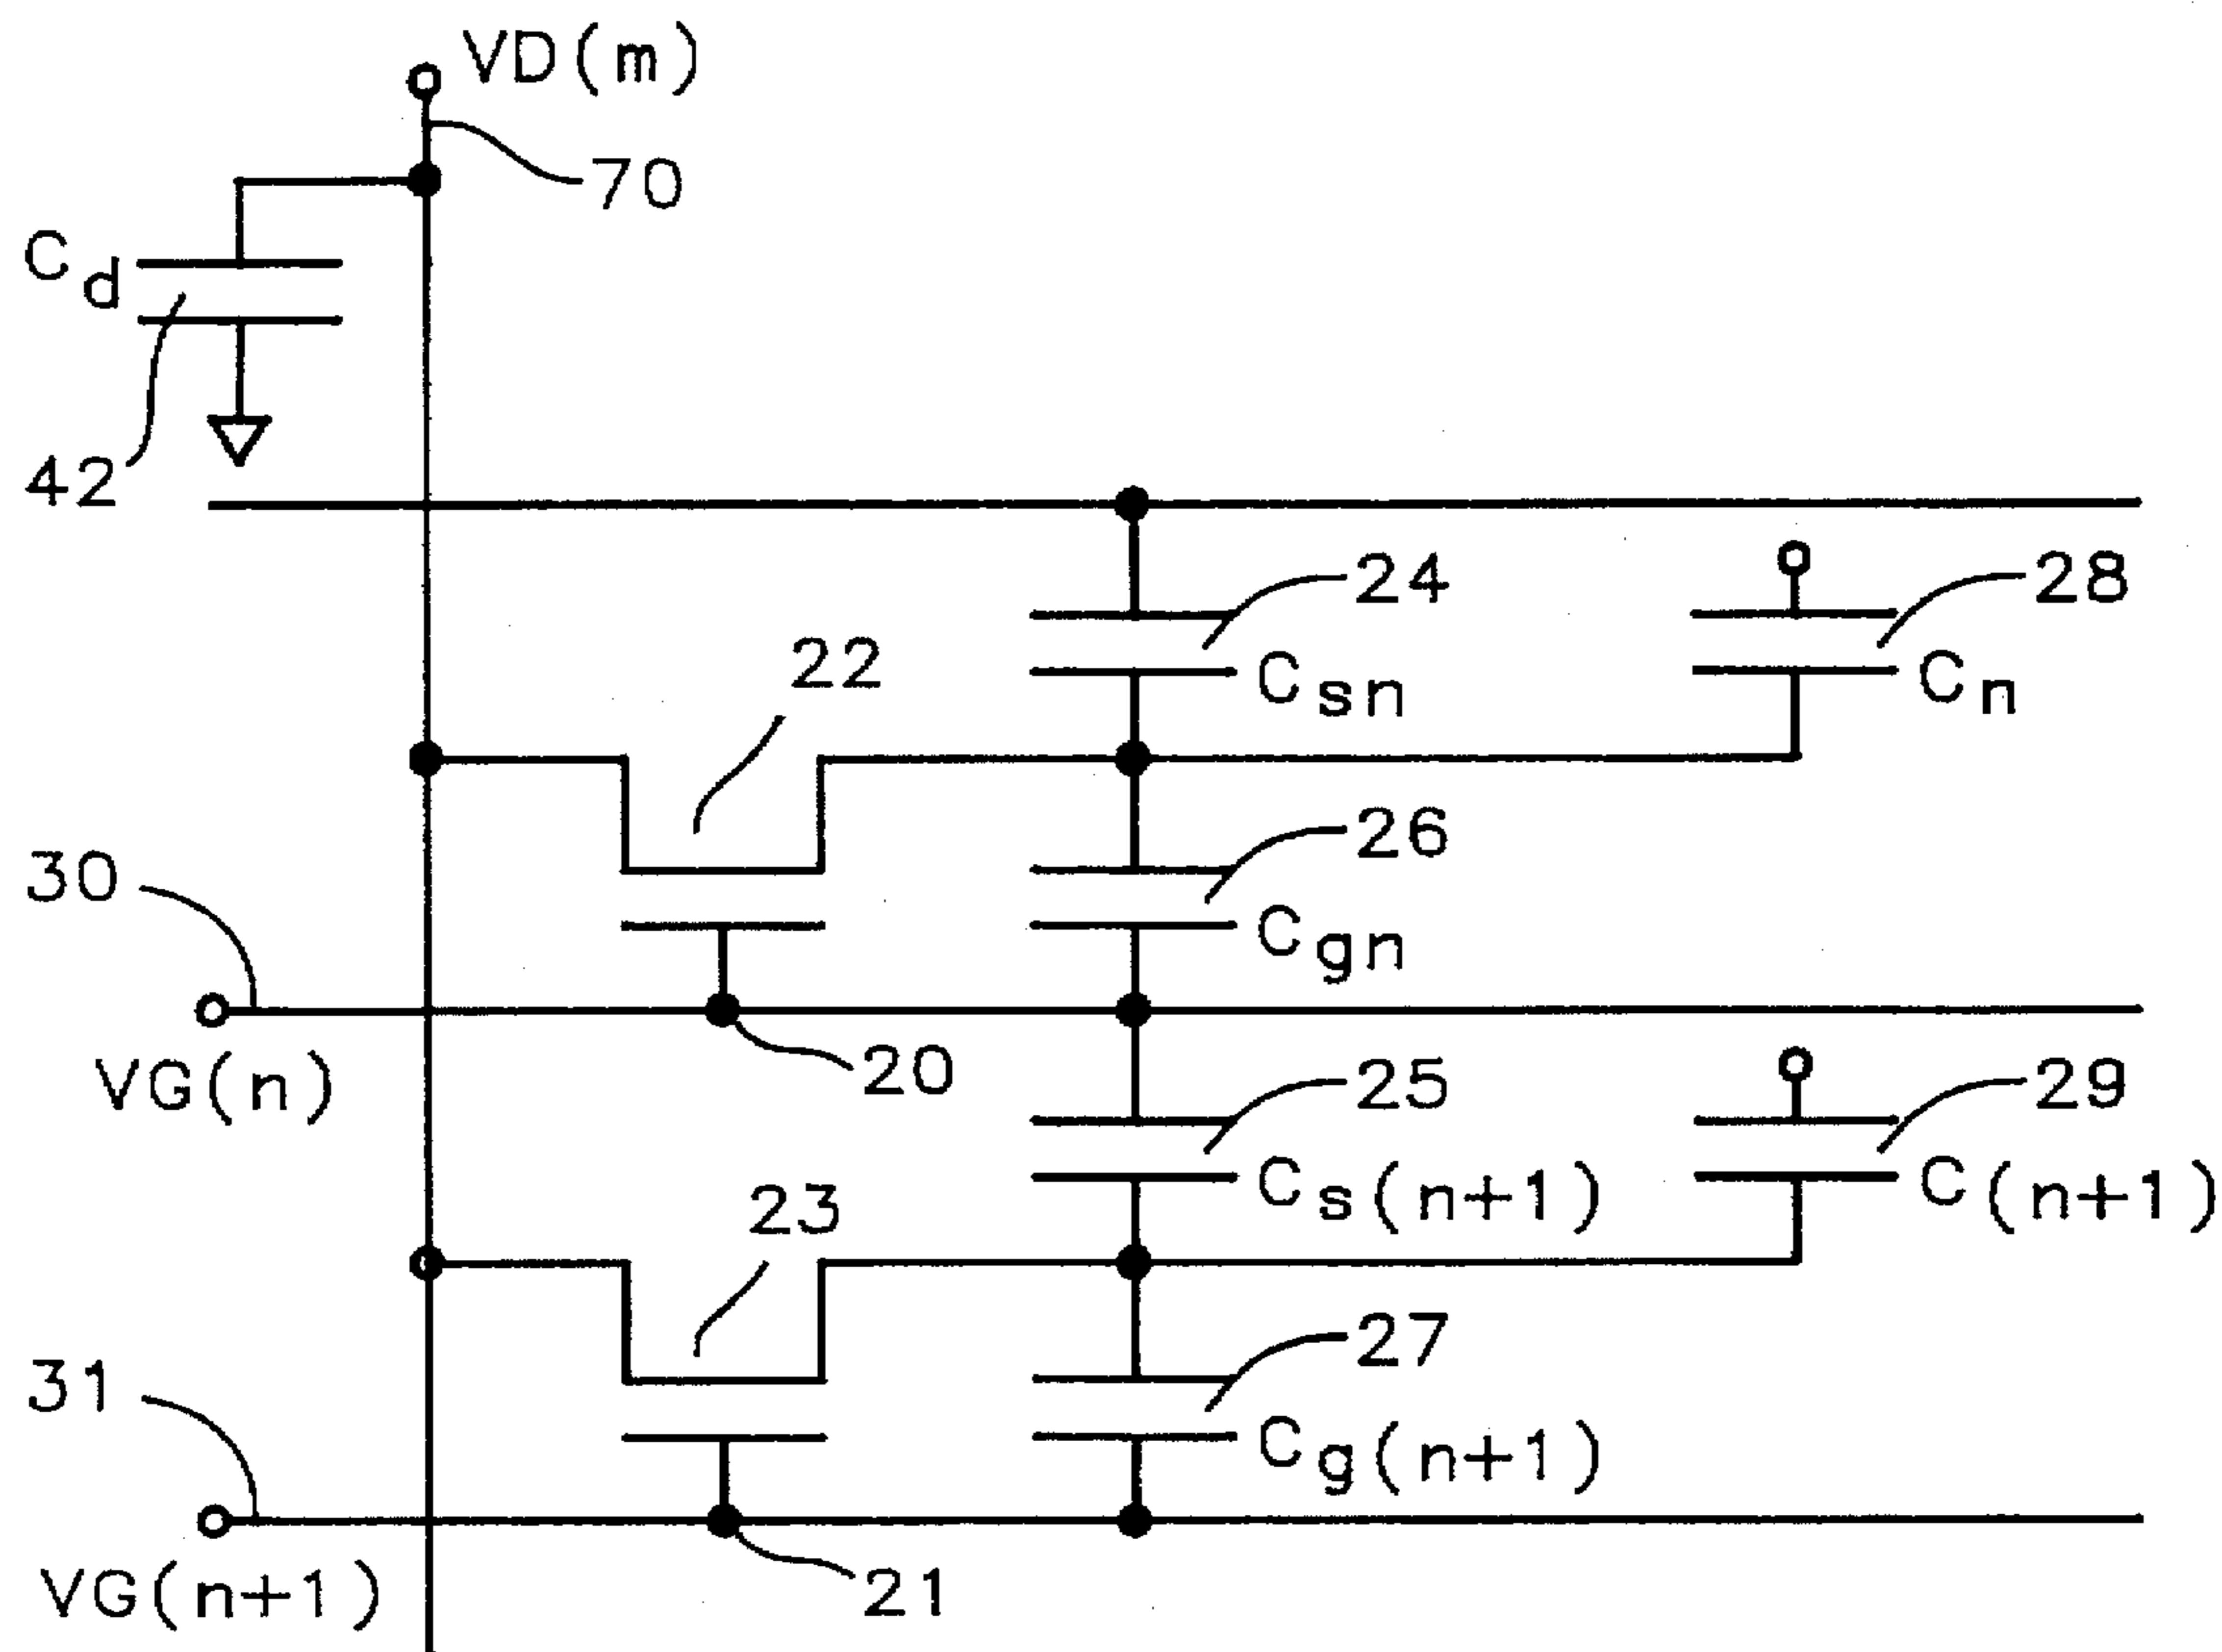 VD(m)
70
Cd
42
24
28
Csn
Cn
22
26
30
Cgn
VG(n)
20
25
29
Cs(n+1)
C(n+1)
23
27
31
Cg(n+1)
VG(n+1)
21